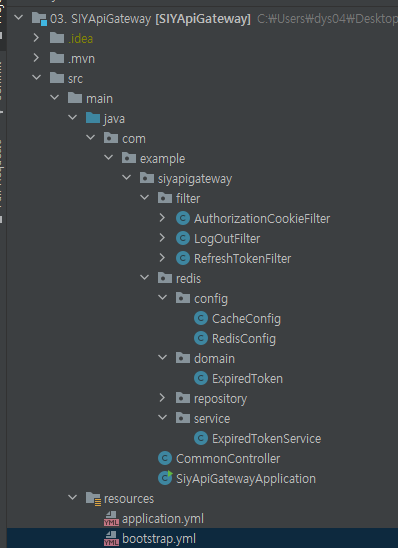 03. SIYApiGateway [SIYApiGateway] C:₩Users₩dys04₩Desktop
.idea
.mvn
src
main
java
com
example
siyapigateway
filter
AuthorizationCookieFilter
LogOutFilter
RefreshTokenFilter
redis
config
CacheConfig
RedisConfig
domain
ExpiredToken
repository
service
ExpiredTokenService
CommonController
SiyApiGatewayApplication
resources
application.yml
bootstrap.yml